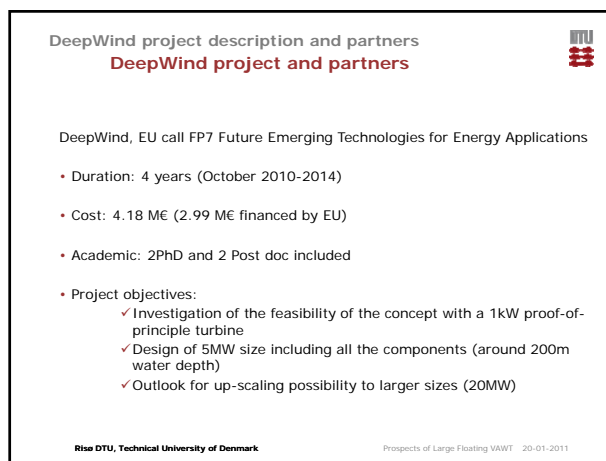 DeepWind project description and partners
DeepWind project and partners
DTU
DeepWind, EU call FP7 Future Emerging Technologies for Energy Applications
• Duration: 4 years (October 2010-2014)
• Cost: 4.18 M€ (2.99 M€ financed by EU)
• Academic: 2PhD and 2 Post doc included
• Project objectives:
✓Investigation of the feasibility of the concept with a 1kW proof-of-
principle turbine
✓Design of 5MW size including all the components (around 200m
water depth)
✓Outlook for up-scaling possibility to larger sizes (20MW)
Risø DTU, Technical University of Denmark
Prospects of Large Floating VAWT 20-01-2011